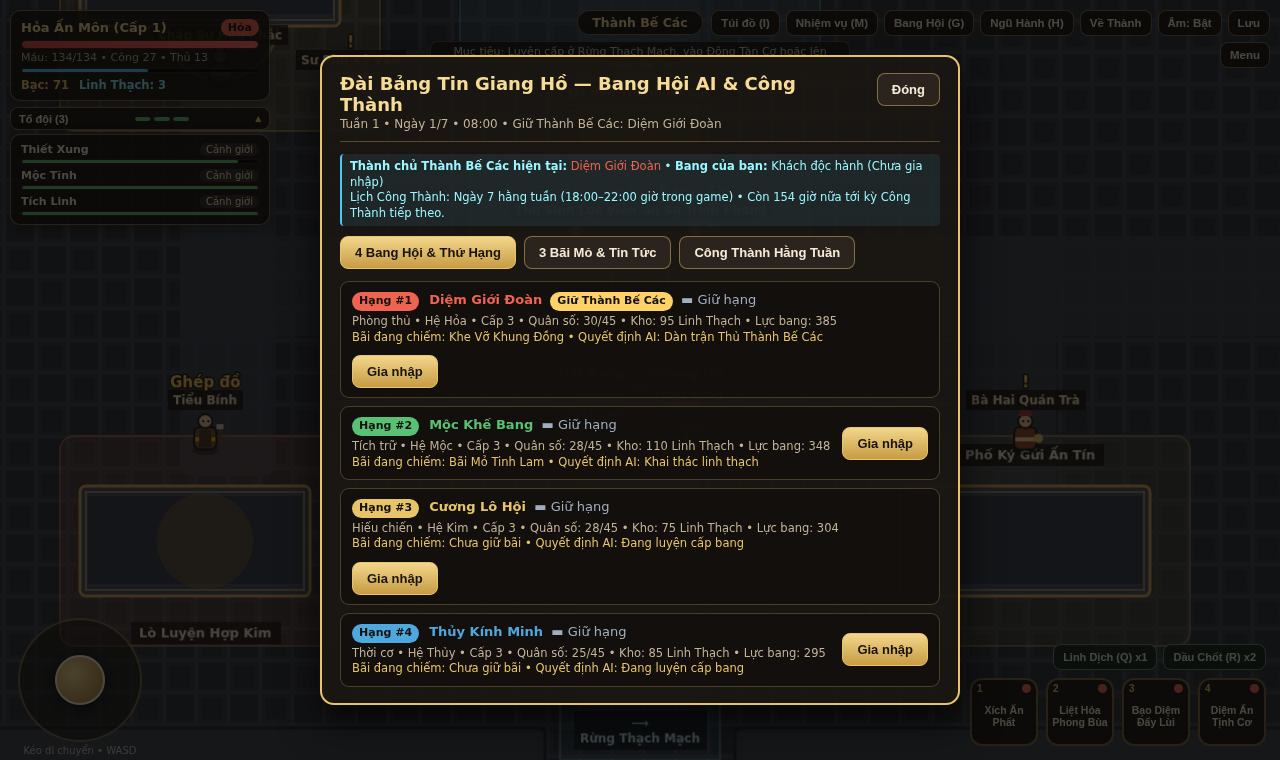 Hỏa Ấn Môn (Cấp 1)
Hỏa
Máu: 134/134 • Công 27 • Thủ 13
Bạc: 71 Linh Thạch: 3
Tổ đội (3)
▲
Thiết Xung
Cảnh giới
Mộc Tinh
Cảnh giới
Tích Linh
Cảnh giới
!
Thành Bế Các
Túi đồ (I)
Nhiệm vụ (M)
Bang Hội (G)
Ngũ Hành (H)
Về Thành
Âm: Bật
Lưu
Menu
Mục tiêu: Luyện cấp ở Rừng Thạch Mạch, vào Động Tàn Cơ hoặc lên
Đài Bảng Tin Giang Hồ — Bang Hội AI & Công
Thành
Đóng
Tuần 1 • Ngày 1/7 • 08:00 • Giữ Thành Bế Các: Diệm Giới Đoàn
Thành chủ Thành Bế Các hiện tại: Diệm Giới Đoàn • Bang của bạn: Khách độc hành (Chưa gia
nhập)
Lịch Công Thành: Ngày 7 hằng tuần (18:00–22:00 giờ trong game) • Còn 154 giờ nữa tới kỳ Công
Thành tiếp theo.
4 Bang Hội & Thứ Hạng
3 Bãi Mỏ & Tin Tức
Công Thành Hằng Tuần
Hạng #1 Diệm Giới Đoàn Giữ Thành Bế Các ▬ Giữ hạng
Phòng thủ • Hệ Hỏa • Cấp 3 • Quân số: 30/45 • Kho: 95 Linh Thạch • Lực bang: 385
Bãi đang chiếm: Khe Vỡ Khung Đồng • Quyết định AI: Dàn trận Thủ Thành Bế Các
Gia nhập
Hạng #2 Mộc Khế Bang ▬ Giữ hạng
Tích trữ • Hệ Mộc • Cấp 3 • Quân số: 28/45 • Kho: 110 Linh Thạch • Lực bang: 348
Bãi đang chiếm: Bãi Mỏ Tinh Lam • Quyết định AI: Khai thác linh thạch
Gia nhập
Hạng #3 Cương Lô Hội ▬ Giữ hạng
Hiếu chiến • Hệ Kim • Cấp 3 • Quân số: 28/45 • Kho: 75 Linh Thạch • Lực bang: 304
Bãi đang chiếm: Chưa giữ bãi • Quyết định AI: Đang luyện cấp bang
Gia nhập
Hạng #4 Thủy Kính Minh ▬ Giữ hạng
Thời cơ • Hệ Thủy • Cấp 3 • Quân số: 25/45 • Kho: 85 Linh Thạch • Lực bang: 295
Bãi đang chiếm: Chưa giữ bãi • Quyết định AI: Đang luyện cấp bang
Gia nhập
Ghép đồ
Tiểu Bính
!
Bà Hai Quán Trà
Phố Ký Gửi Ấn Tín
Lò Luyện Hợp Kim
Kéo di chuyển • WASD
⟶
Rừng Thạch Mạch
Linh Dịch (Q) x1
Dầu Chốt (R) x2
1
Xích Ấn
Phất
2
Liệt Hỏa
Phong Bùa
3
Bạo Diệm
Đẩy Lùi
4
Diệm Ấn
Tịnh Cơ